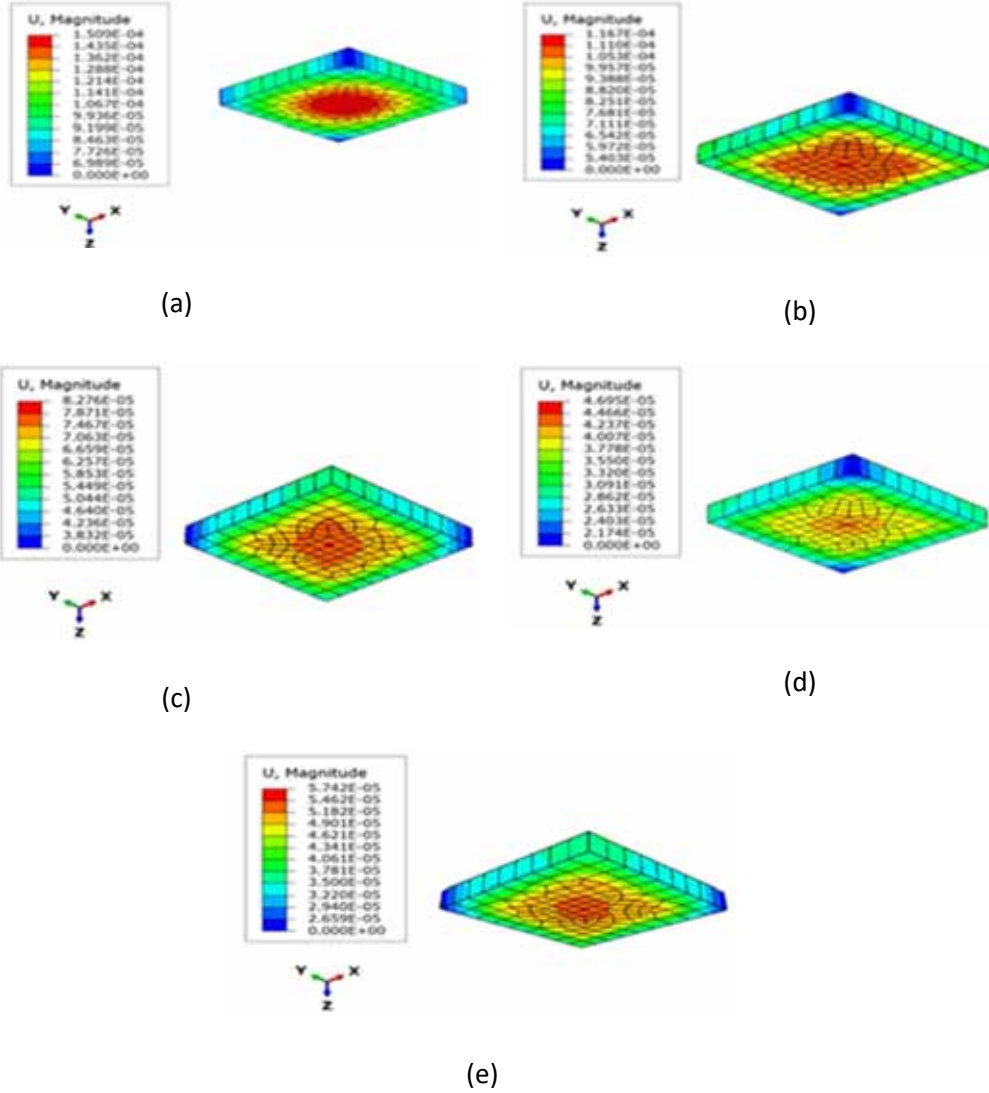 U, Magnitude
1.509E-04
1.435E-04
1.362E-04
1.288E-04
1.214E-04
1.141E-04
1.067E-04
9.936E-05
9.199E-05
8.463E-05
7.726E-05
6.989E-05
0.000E+00
Y X
Z
(a)
U, Magnitude
1.167E-04
1.110E-04
1.053E-04
9.957E-05
9.388E-05
8.820E-05
8.251E-05
7.681E-05
7.111E-05
6.542E-05
5.972E-05
5.403E-05
0.000E+00
Y X
Z
(b)
U, Magnitude
8.276E-05
7.871E-05
7.467E-05
7.063E-05
6.659E-05
6.257E-05
5.853E-05
5.449E-05
5.044E-05
4.640E-05
4.236E-05
3.832E-05
0.000E+00
Y X
Z
(c)
U, Magnitude
4.695E-05
4.466E-05
4.237E-05
4.007E-05
3.778E-05
3.550E-05
3.320E-05
3.091E-05
2.862E-05
2.633E-05
2.403E-05
2.174E-05
0.000E+00
Y X
Z
(d)
U, Magnitude
5.742E-05
5.462E-05
5.182E-05
4.901E-05
4.621E-05
4.341E-05
4.061E-05
3.781E-05
3.500E-05
3.220E-05
2.940E-05
2.659E-05
0.000E+00
Y X
Z
(e)